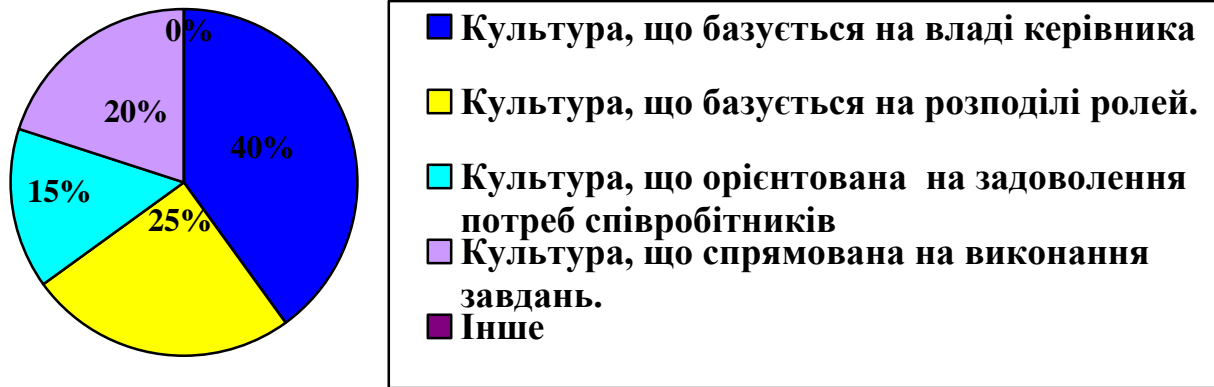 0%
20%
40%
15%
25%
Культура, що базується на владі керівника
Культура, що базується на розподілі ролей.
Культура, що орієнтована на задоволення
потреб співробітників
Культура, що спрямована на виконання
завдань.
Інше